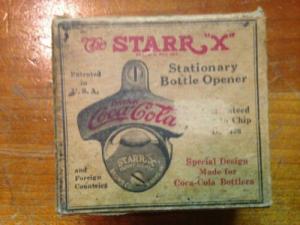 The STARR "X"
Stationary
Bottle Opener
Patented
in
U.S.A.
DRINK
Coca-Cola
STARR "X"
and
Foreign
Countries
Chip
Special Design
Made for
Coca-Cola Bottlers